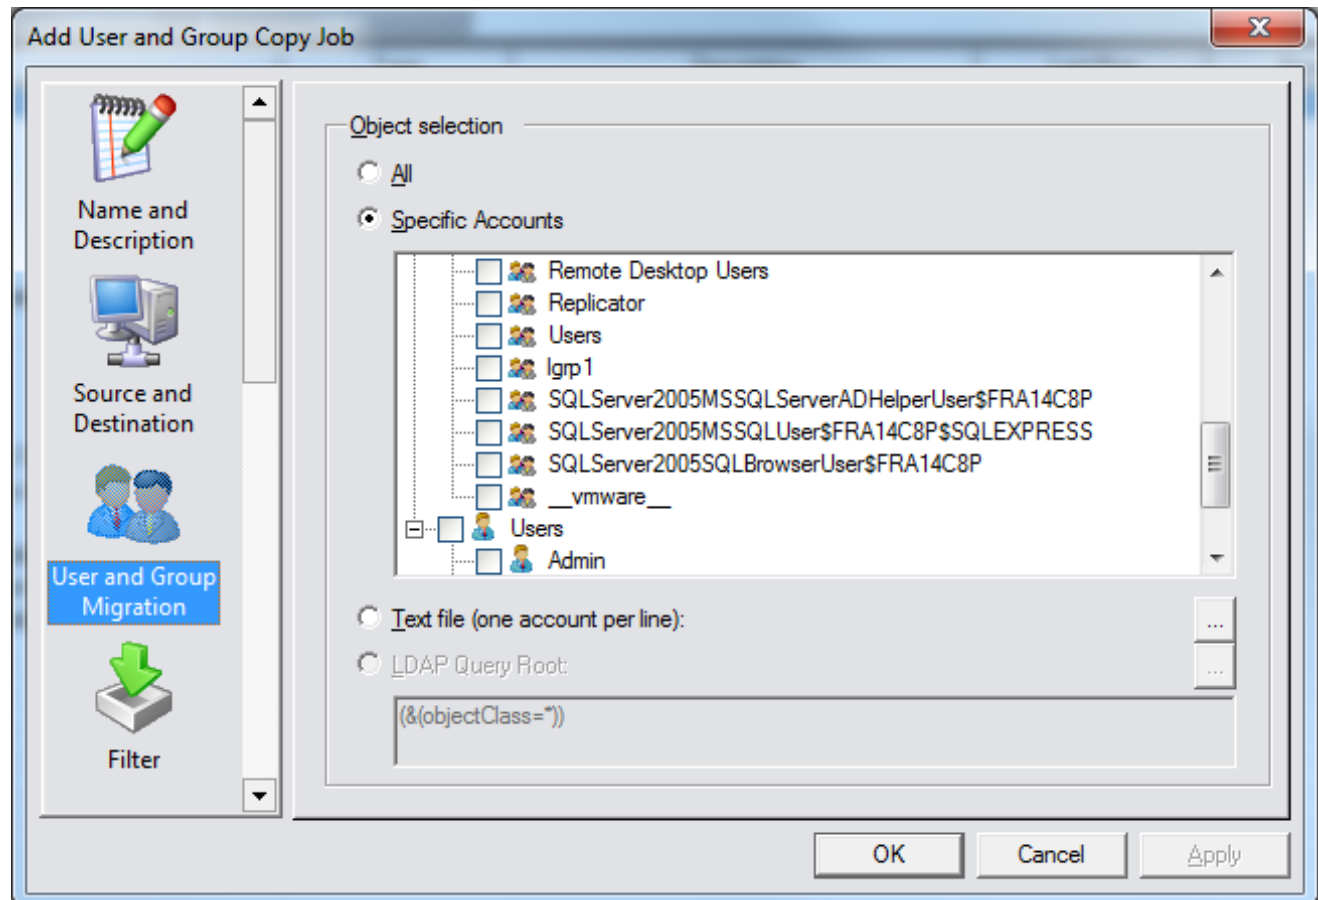 Add User and Group Copy Job
Name and
Description
Source and
Destination
User and Group
Migration
Filter
Object selection
All
Specific Accounts
Remote Desktop Users
Replicator
Users
lgrp1
SQLServer2005MSSQLServerADHelperUser$FRA14C8P
SQLServer2005MSSQLUser$FRA14C8P$SQLEXPRESS
SQLServer2005SQLBrowserUser$FRA14C8P
__vmware__
Users
Admin
Text file (one account per line):
...
LDAP Query Root:
...
(&(objectClass=*))
OK
Cancel
Apply